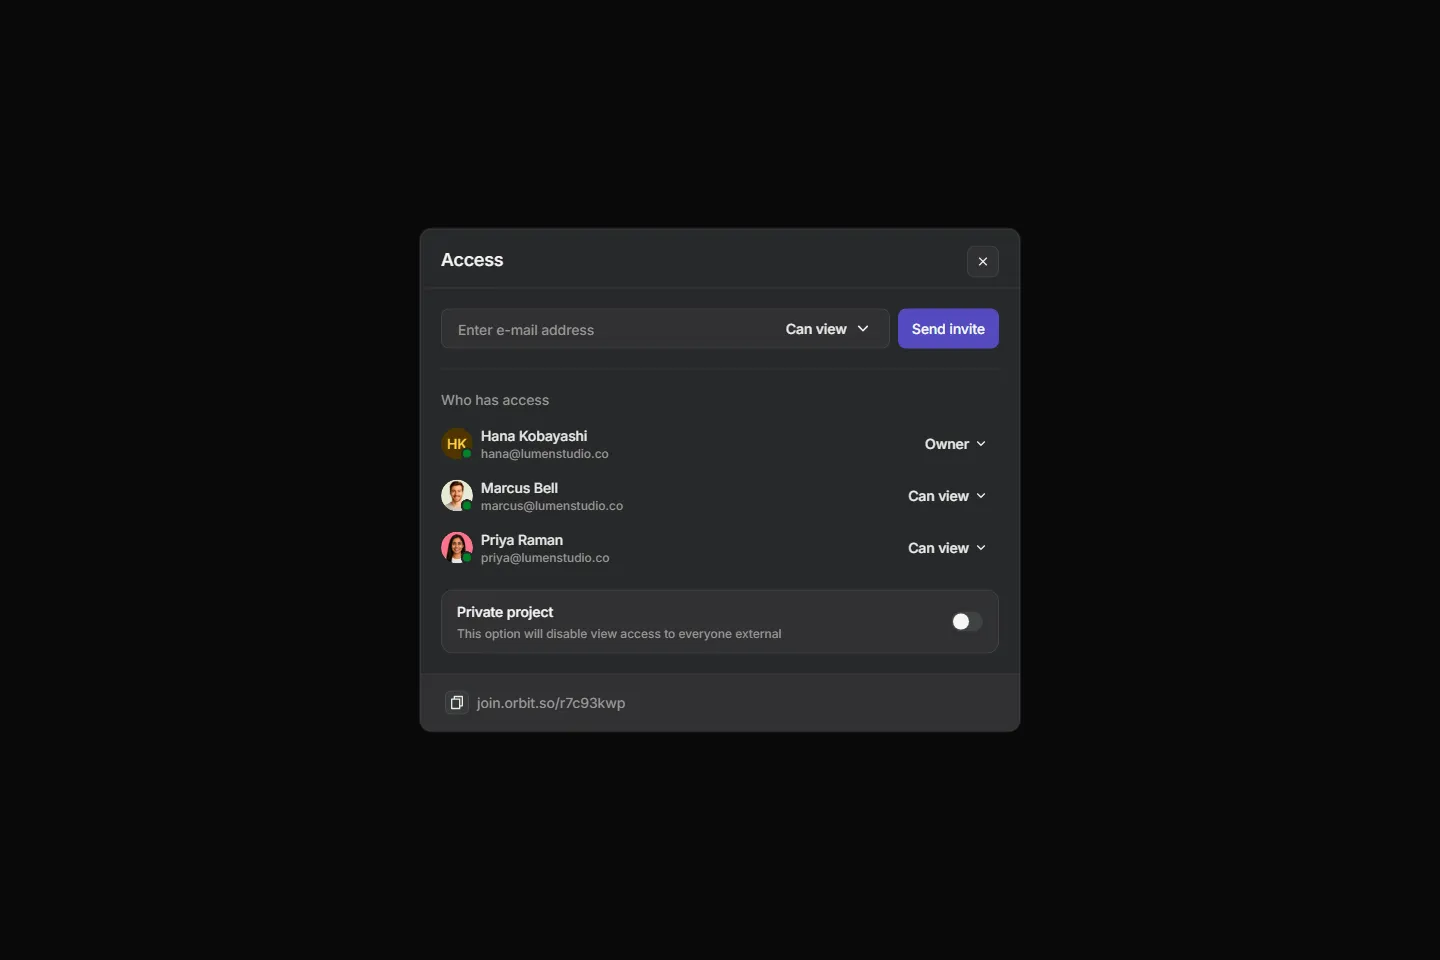 Access
Enter e-mail address
Can view
Send invite
Who has access
HK
Hana Kobayashi
hana@lumenstudio.co
Owner
Marcus Bell
marcus@lumenstudio.co
Can view
Priya Raman
priya@lumenstudio.co
Can view
Private project
This option will disable view access to everyone external
join.orbit.so/r7c93kwp